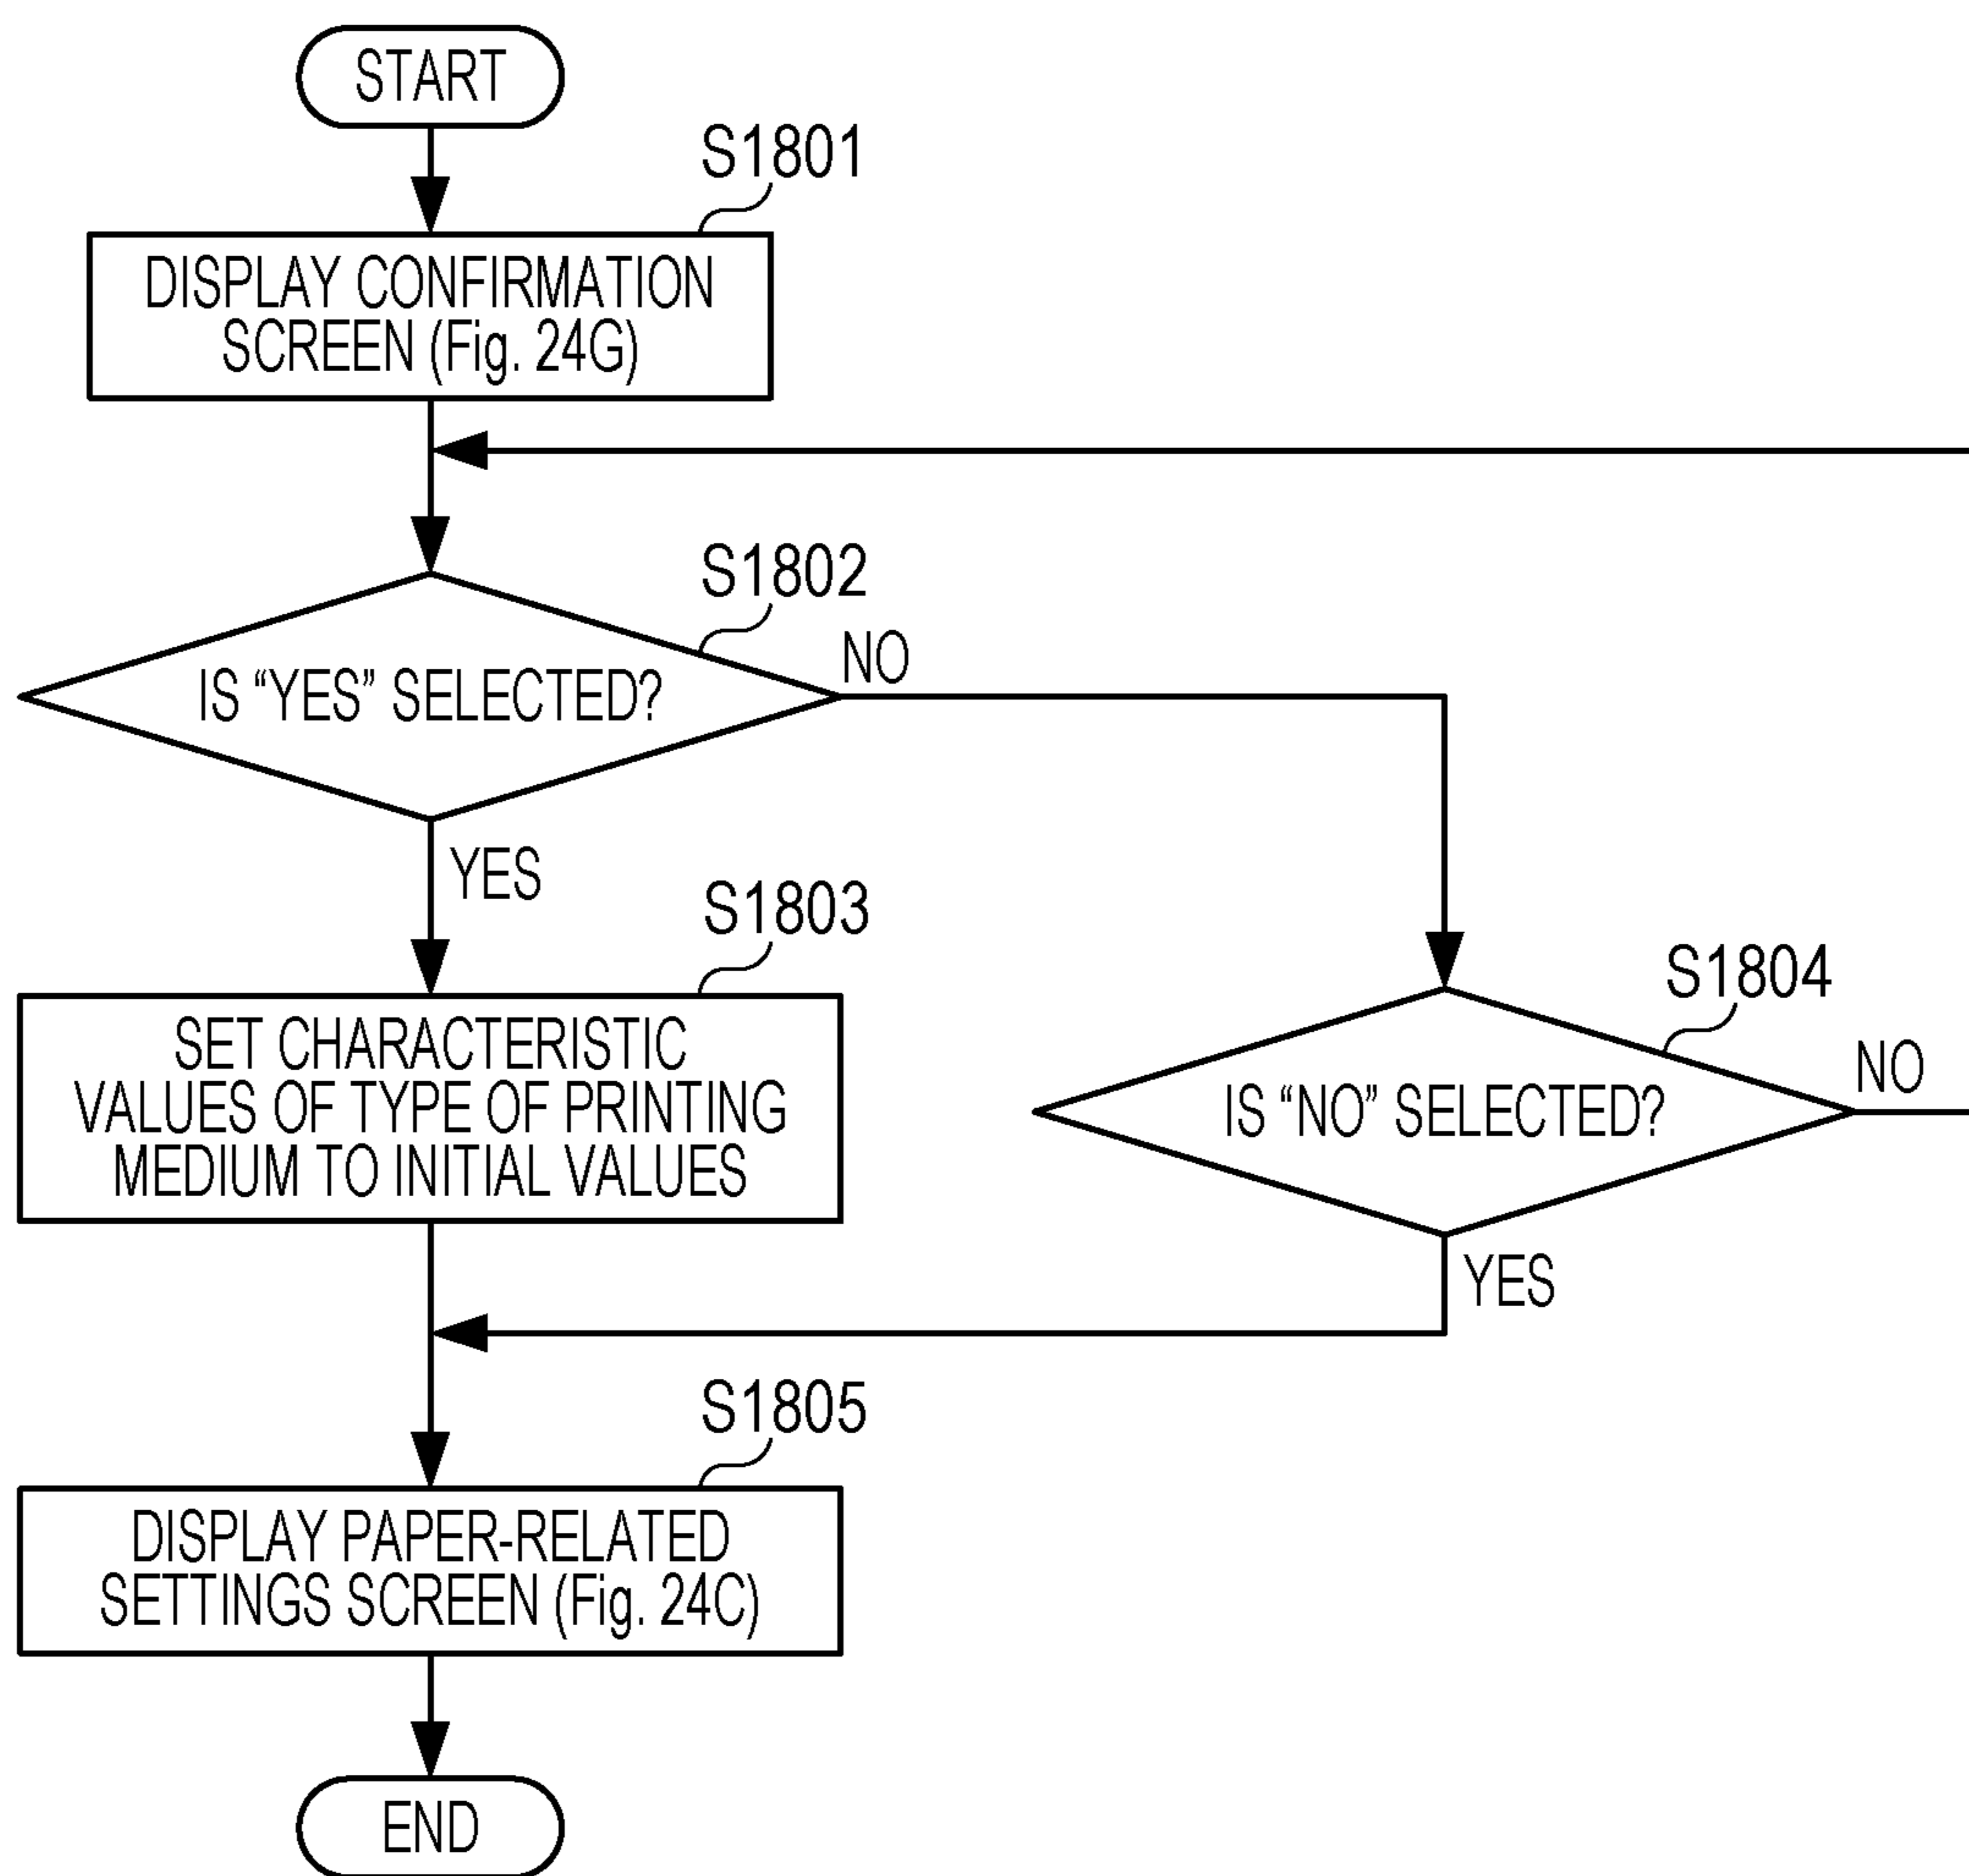 START
S1801
DISPLAY CONFIRMATION
SCREEN (Fig. 24G)
S1802
IS “YES” SELECTED?
NO
YES
S1803
SET CHARACTERISTIC
VALUES OF TYPE OF PRINTING
MEDIUM TO INITIAL VALUES
S1804
IS “NO” SELECTED?
NO
YES
S1805
DISPLAY PAPER-RELATED
SETTINGS SCREEN (Fig. 24C)
END